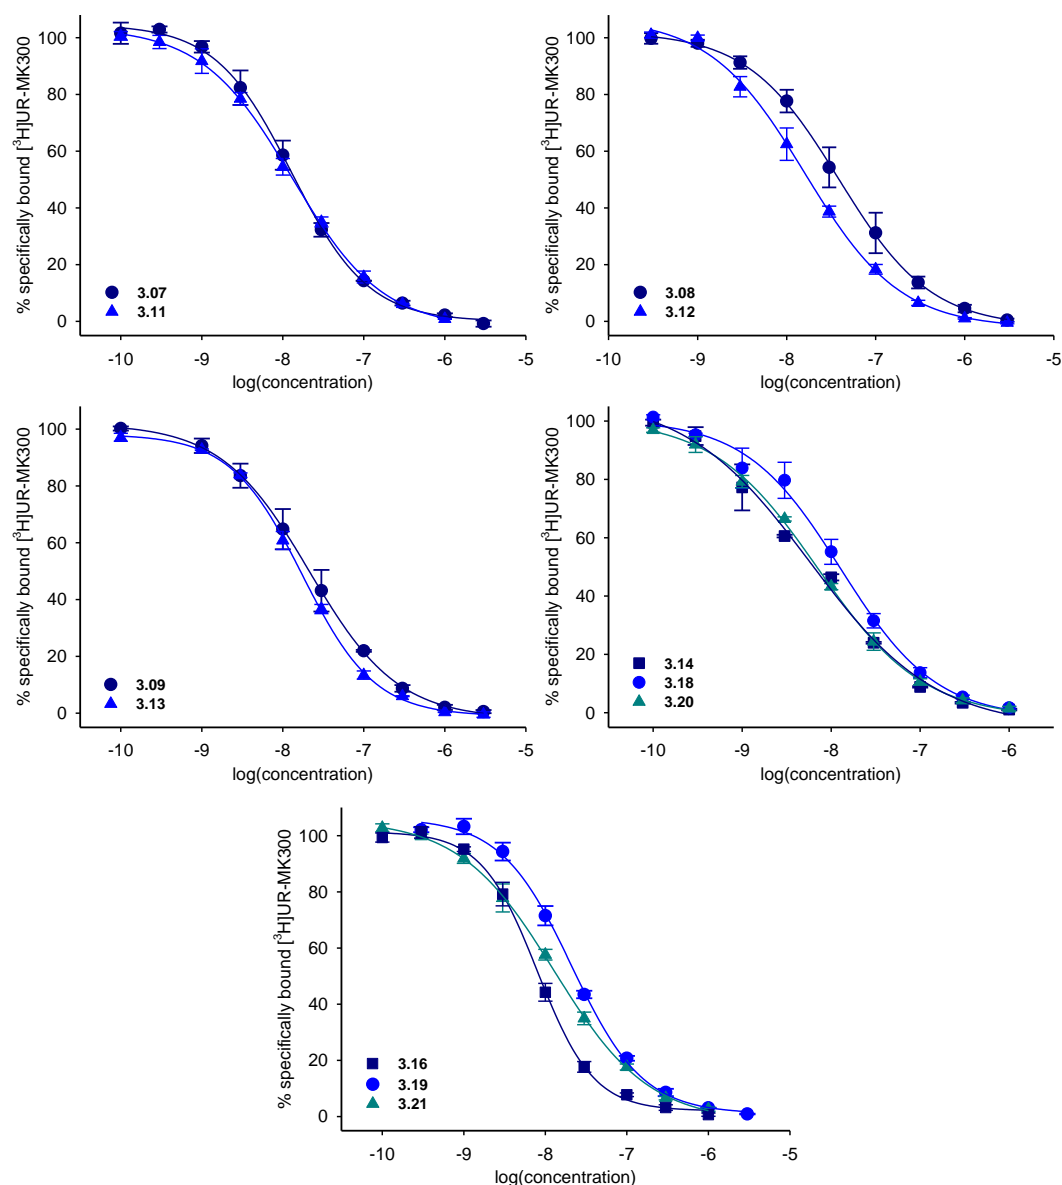 % specifically bound [³H]UR-MK300
100
80
60
40
20
0
3.07
3.11
-10 -9 -8 -7 -6 -5
log(concentration)
% specifically bound [³H]UR-MK300
100
80
60
40
20
0
3.08
3.12
-10 -9 -8 -7 -6 -5
log(concentration)
% specifically bound [³H]UR-MK300
100
80
60
40
20
0
3.09
3.13
-10 -9 -8 -7 -6 -5
log(concentration)
% specifically bound [³H]UR-MK300
100
80
60
40
20
0
3.14
3.18
3.20
-10 -9 -8 -7 -6
log(concentration)
% specifically bound [³H]UR-MK300
100
80
60
40
20
0
3.16
3.19
3.21
-10 -9 -8 -7 -6 -5
log(concentration)